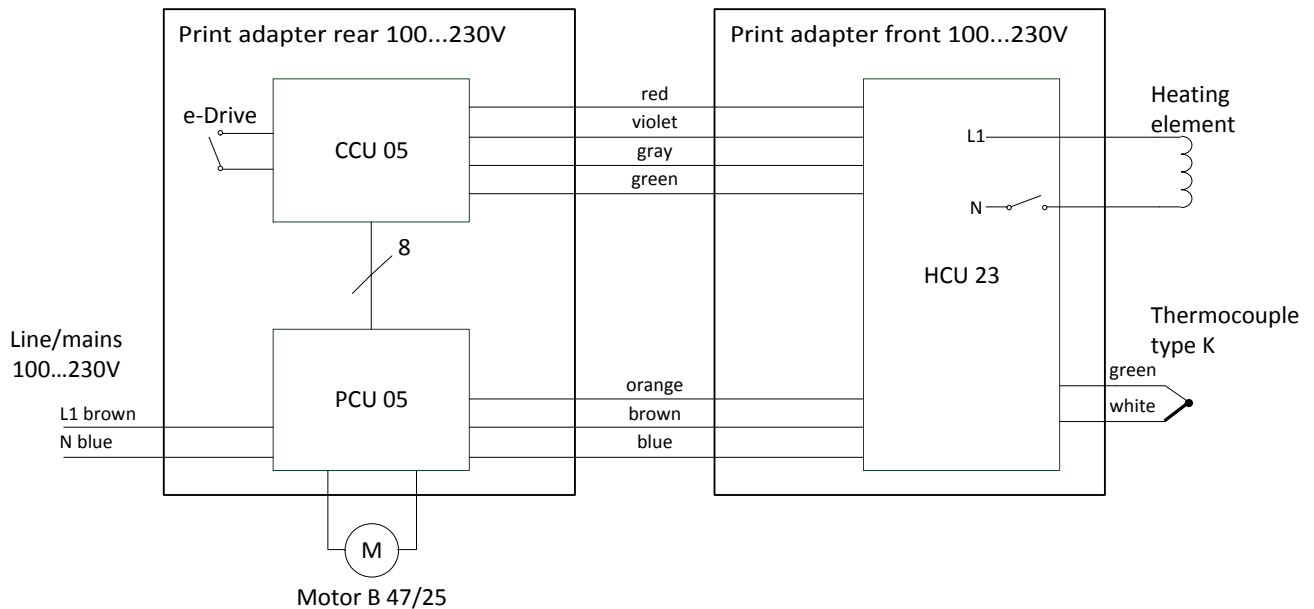 Print adapter rear 100...230V
Print adapter front 100...230V
e-Drive
CCU 05
red
violet
gray
green
L1
N
HCU 23
Heating
element
8
Line/mains
100...230V
L1 brown
N blue
PCU 05
orange
brown
blue
Thermocouple
type K
green
white
M
Motor B 47/25